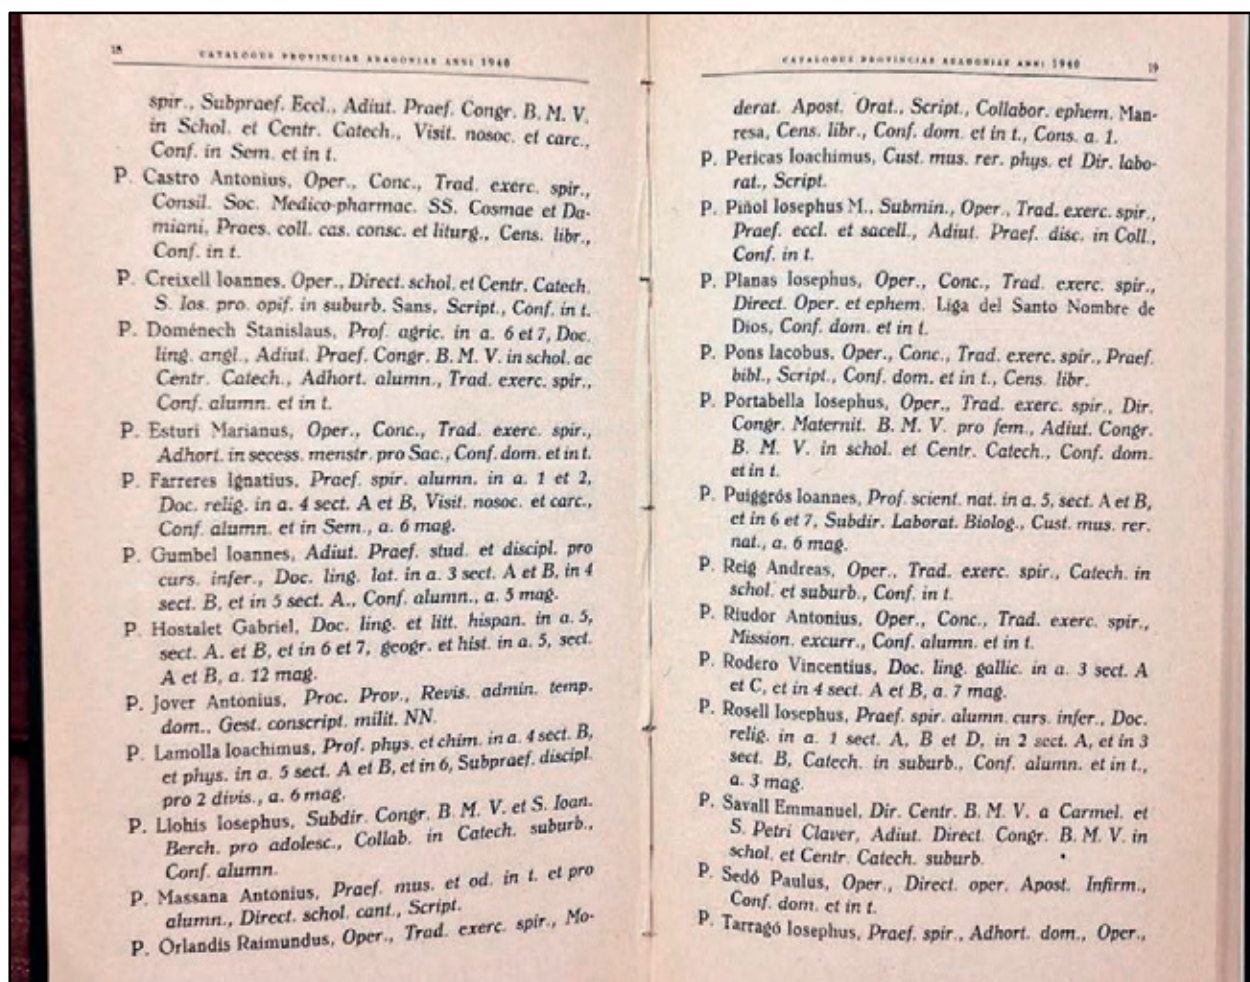 18
CATALOGUS PROVINCIAE ARAGONIAE ANNI 1940
spir., Subpraef. Eccl., Adiut. Praef. Congr. B. M. V.
in Schol. et Centr. Catech., Visit. nosoc. et carc.,
Conf. in Sem. et in t.
P. Castro Antonius, Oper., Conc., Trad. exerc. spir.,
Consil. Soc. Medico-pharmac. SS. Cosmae et Da-
miani, Praes. coll. cas. consc. et liturg., Cens. libr.,
Conf. in t.
P. Creixell Ioannes, Oper., Direct. schol. et Centr. Catech.
S. Ios. pro. opif. in suburb. Sans, Script., Conf. in t.
P. Doménech Stanislaus, Prof. agric. in a. 6 et 7, Doc.
ling. angl., Adiut. Praef. Congr. B. M. V. in schol. ac
Centr. Catech., Adhort. alumn., Trad. exerc. spir.,
Conf. alumn. et in t.
P. Esturi Marianus, Oper., Conc., Trad. exerc. spir.,
Adhort. in secess. menstr. pro Sac., Conf. dom. et in t.
P. Farreres Ignatius, Praef. spir. alumn. in a. 1 et 2,
Doc. relig. in a. 4 sect. A et B, Visit. nosoc. et carc.,
Conf. alumn. et in Sem., a. 6 mag.
P. Gumbel Ioannes, Adiut. Praef. stud. et discipl. pro
curs. infer., Doc. ling. lat. in a. 3 sect. A et B, in 4
sect. B, et in 5 sect. A., Conf. alumn., a. 5 mag.
P. Hostalet Gabriel, Doc. ling. et litt. hispan. in a. 5,
sect. A. et B, et in 6 et 7, geogr. et hist. in a. 5, sect.
A et B, a. 12 mag.
P. Jover Antonius, Proc. Prov., Revis. admin. temp.
dom., Gest. conscript. milit. NN.
P. Lamolla Ioachimus, Prof. phys. et chim. in a. 4 sect. B,
et phys. in a. 5 sect. A et B, et in 6, Subpraef. discipl.
pro 2 divis., a. 6 mag.
P. Llohis Iosephus, Subdir. Congr. B. M. V. et S. Ioan.
Berch. pro adolesc., Collab. in Catech. suburb.,
Conf. alumn.
P. Massana Antonius, Praef. mus. et od. in t. et pro
alumn., Direct. schol. cant., Script.
P. Orlandis Raimundus, Oper., Trad. exerc. spir., Mo-
CATALOGUS PROVINCIAE ARAGONIAE ANNI 1940
19
derat. Apost. Orat., Script., Collabor. ephem. Man-
resa, Cens. libr., Conf. dom. et in t., Cons. a. 1.
P. Pericas Ioachimus, Cust. mus. rer. phys. et Dir. labo-
rat., Script.
P. Piñol Iosephus M., Submin., Oper., Trad. exerc. spir.,
Praef. eccl. et sacell., Adiut. Praef. disc. in Coll.,
Conf. in t.
P. Planas Iosephus, Oper., Conc., Trad. exerc. spir.,
Direct. Oper. et ephem. Liga del Santo Nombre de
Dios, Conf. dom. et in t.
P. Pons Iacobus, Oper., Conc., Trad. exerc. spir., Praef.
bibl., Script., Conf. dom. et in t., Cens. libr.
P. Portabella Iosephus, Oper., Trad. exerc. spir., Dir.
Congr. Maternit. B. M. V. pro fem., Adiut. Congr.
B. M. V. in schol. et Centr. Catech., Conf. dom.
et in t.
P. Puiggrós Ioannes, Prof. scient. nat. in a. 5, sect. A et B,
et in 6 et 7, Subdir. Laborat. Biolog., Cust. mus. rer.
nat., a. 6 mag.
P. Reig Andreas, Oper., Trad. exerc. spir., Catech. in
schol. et suburb., Conf. in t.
P. Riudor Antonius, Oper., Conc., Trad. exerc. spir.,
Mission. excurr., Conf. alumn. et in t.
P. Rodero Vincentius, Doc. ling. gallic. in a. 3 sect. A
et C, et in 4 sect. A et B, a. 7 mag.
P. Rosell Iosephus, Praef. spir. alumn. curs. infer., Doc.
relig. in a. 1 sect. A, B et D, in 2 sect. A, et in 3
sect. B, Catech. in suburb., Conf. alumn. et in t.,
a. 3 mag.
P. Savall Emmanuel, Dir. Centr. B. M. V. a Carmel. et
S. Petri Claver, Adiut. Direct. Congr. B. M. V. in
schol. et Centr. Catech. suburb.
P. Sedó Paulus, Oper., Direct. oper. Apost. Infirm.,
Conf. dom. et in t.
P. Tarragó Iosephus, Praef. spir., Adhort. dom., Oper.,